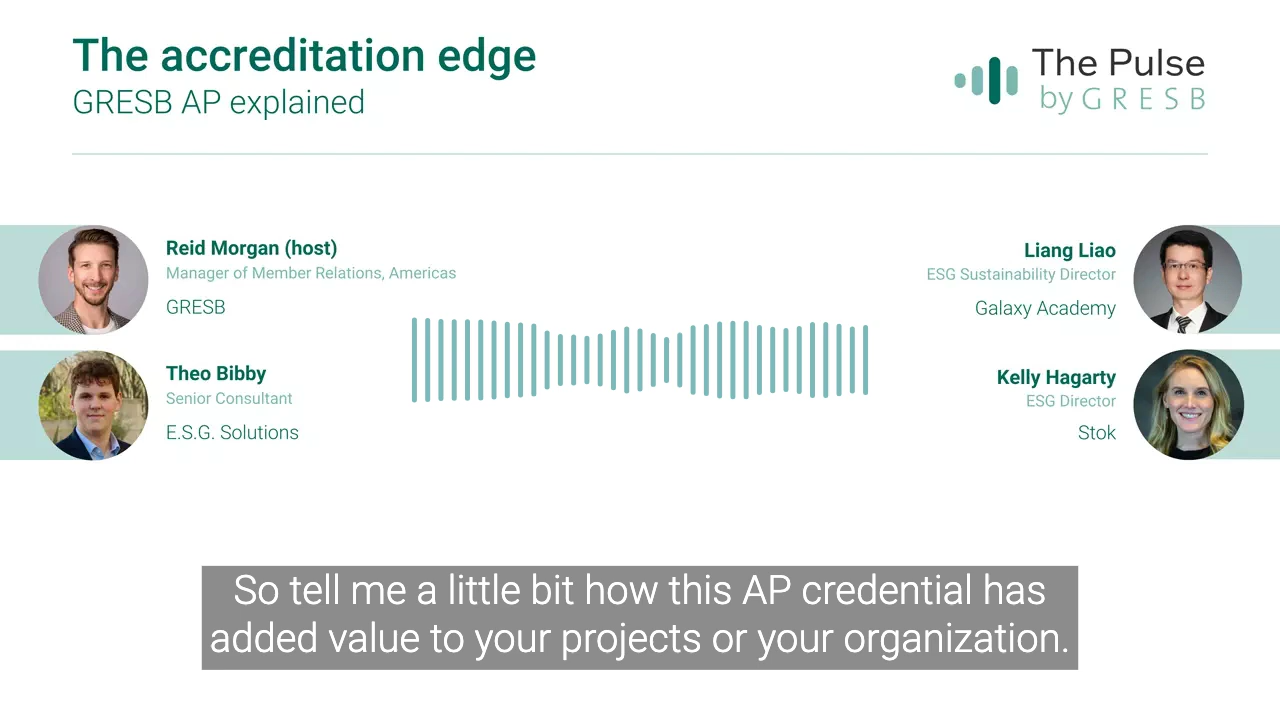 The accreditation edge
GRESB AP explained
The Pulse
by GRESB
Reid Morgan (host)
Manager of Member Relations, Americas
GRESB
Theo Bibby
Senior Consultant
E.S.G. Solutions
Liang Liao
ESG Sustainability Director
Galaxy Academy
Kelly Hagarty
ESG Director
Stok
So tell me a little bit how this AP credential has
added value to your projects or your organization.